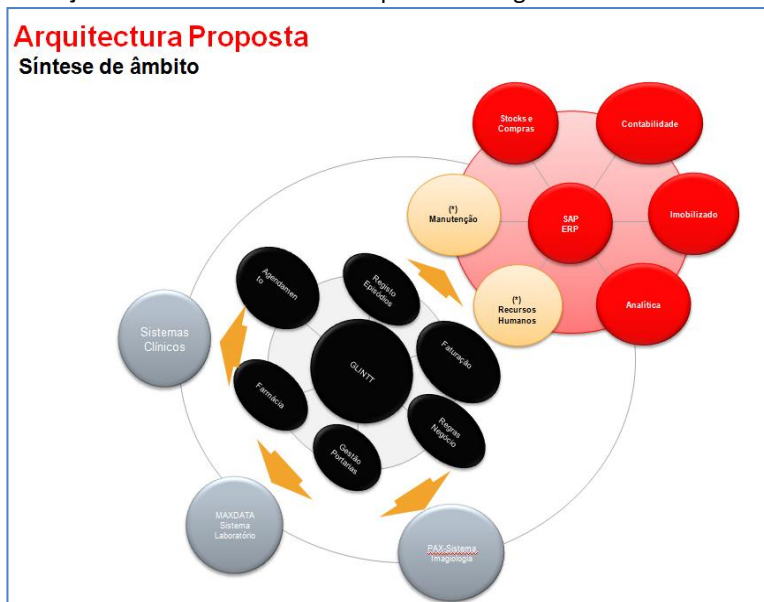 Arquitectura Proposta
Síntese de âmbito
Stocks e
Compras
Contabilidade
(*)
Manutenção
SAP
ERP
Imobilizado
(*)
Recursos
Humanos
Analítica
Agendamen
to
Registo
Episódios
Sistemas
Clínicos
GLINTT
Faturação
Farmácia
Regras
Negócio
Gestão
Portarias
MAXDATA
Sistema
Laboratório
PAX-Sistema
Imagiologia